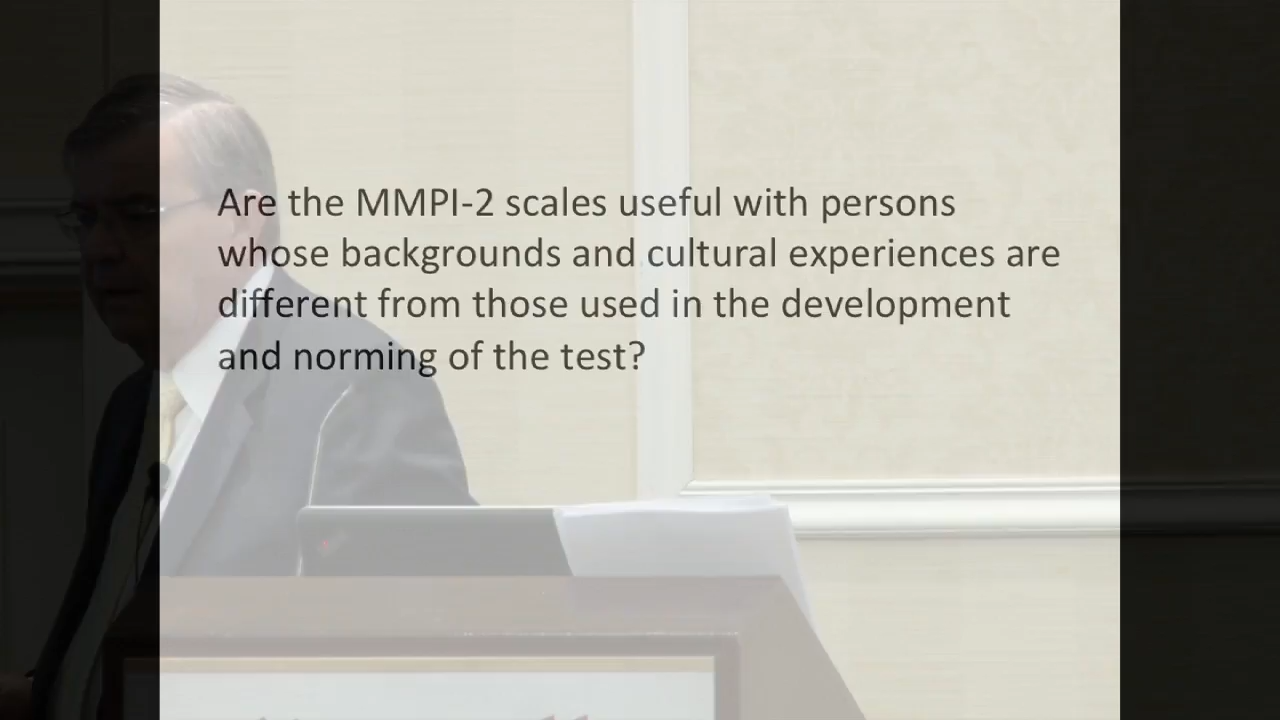 Are the MMPI-2 scales useful with persons
whose backgrounds and cultural experiences are
different from those used in the development
and norming of the test?